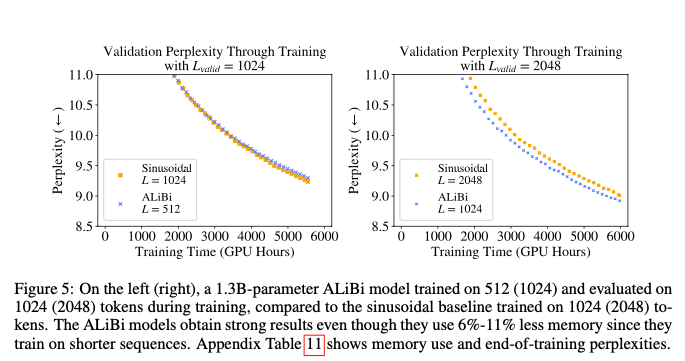 Validation Perplexity Through Training
with L_valid = 1024
Perplexity (←)
11.0
10.5
10.0
9.5
9.0
8.5
Sinusoidal
L = 1024
ALiBi
L = 512
0 1000 2000 3000 4000 5000 6000
Training Time (GPU Hours)
Validation Perplexity Through Training
with L_valid = 2048
Perplexity (←)
11.0
10.5
10.0
9.5
9.0
8.5
Sinusoidal
L = 2048
ALiBi
L = 1024
0 1000 2000 3000 4000 5000 6000
Training Time (GPU Hours)
Figure 5: On the left (right), a 1.3B-parameter ALiBi model trained on 512 (1024) and evaluated on
1024 (2048) tokens during training, compared to the sinusoidal baseline trained on 1024 (2048) to-
kens. The ALiBi models obtain strong results even though they use 6%-11% less memory since they
train on shorter sequences. Appendix Table 11 shows memory use and end-of-training perplexities.